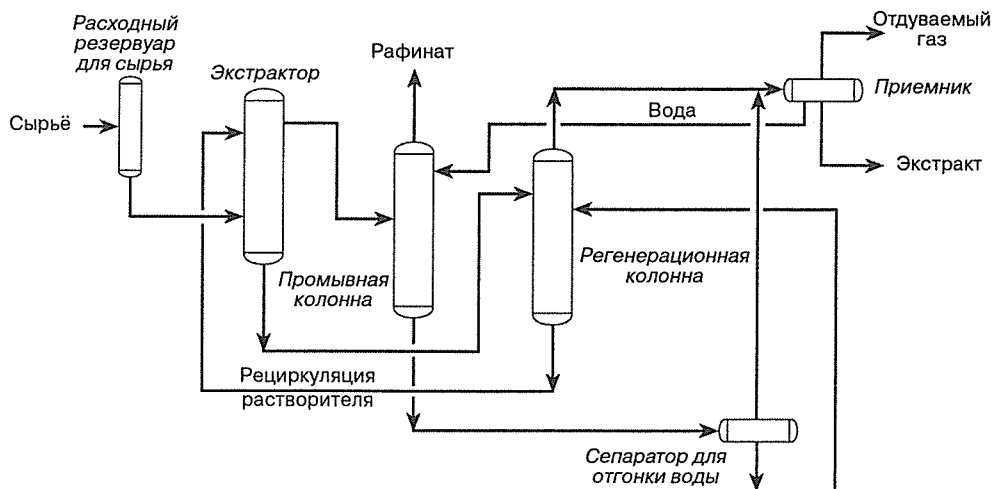 Расходный
резервуар
для сырья
Экстрактор
Рафинат
Отдуваемый
газ
Приемник
Сырьё
Вода
Экстракт
Промывная
колонна
Регенерационная
колонна
Рециркуляция
растворителя
Сепаратор для
отгонки воды